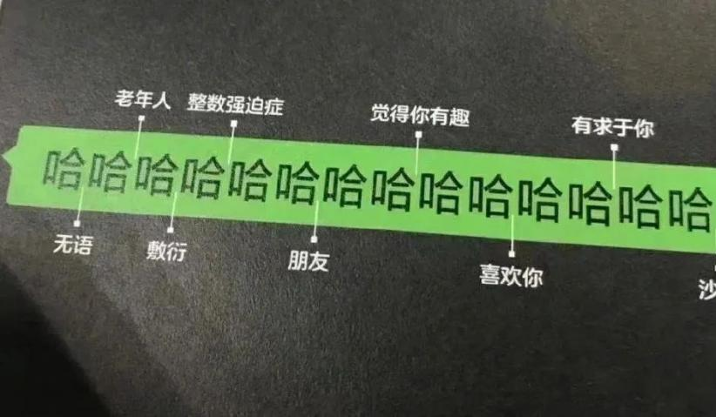 老年人 整数强迫症 觉得你有趣 有求于你
哈哈哈哈哈哈哈哈哈哈哈哈哈哈
无语 敷衍 朋友 喜欢你 沙